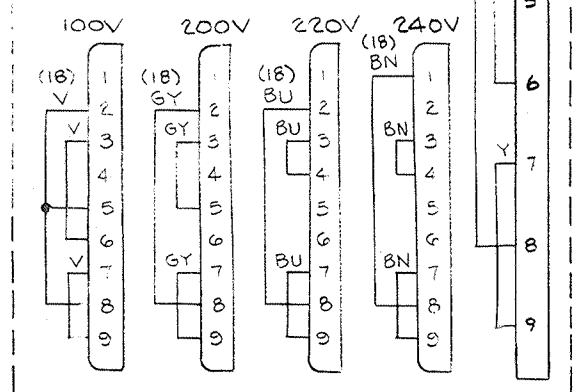 100V 200V 220V 240V
(18) (18) (18) (18)
V GY BU BN
1 1 1 1
2 2 2 2
V GY BU BN
3 3 3 3
4 4 4 4
5 5 5 5
6 6 6 6
V GY BU BN
7 7 7 7
8 8 8 8
9 9 9 9
6
Y
7
8
9